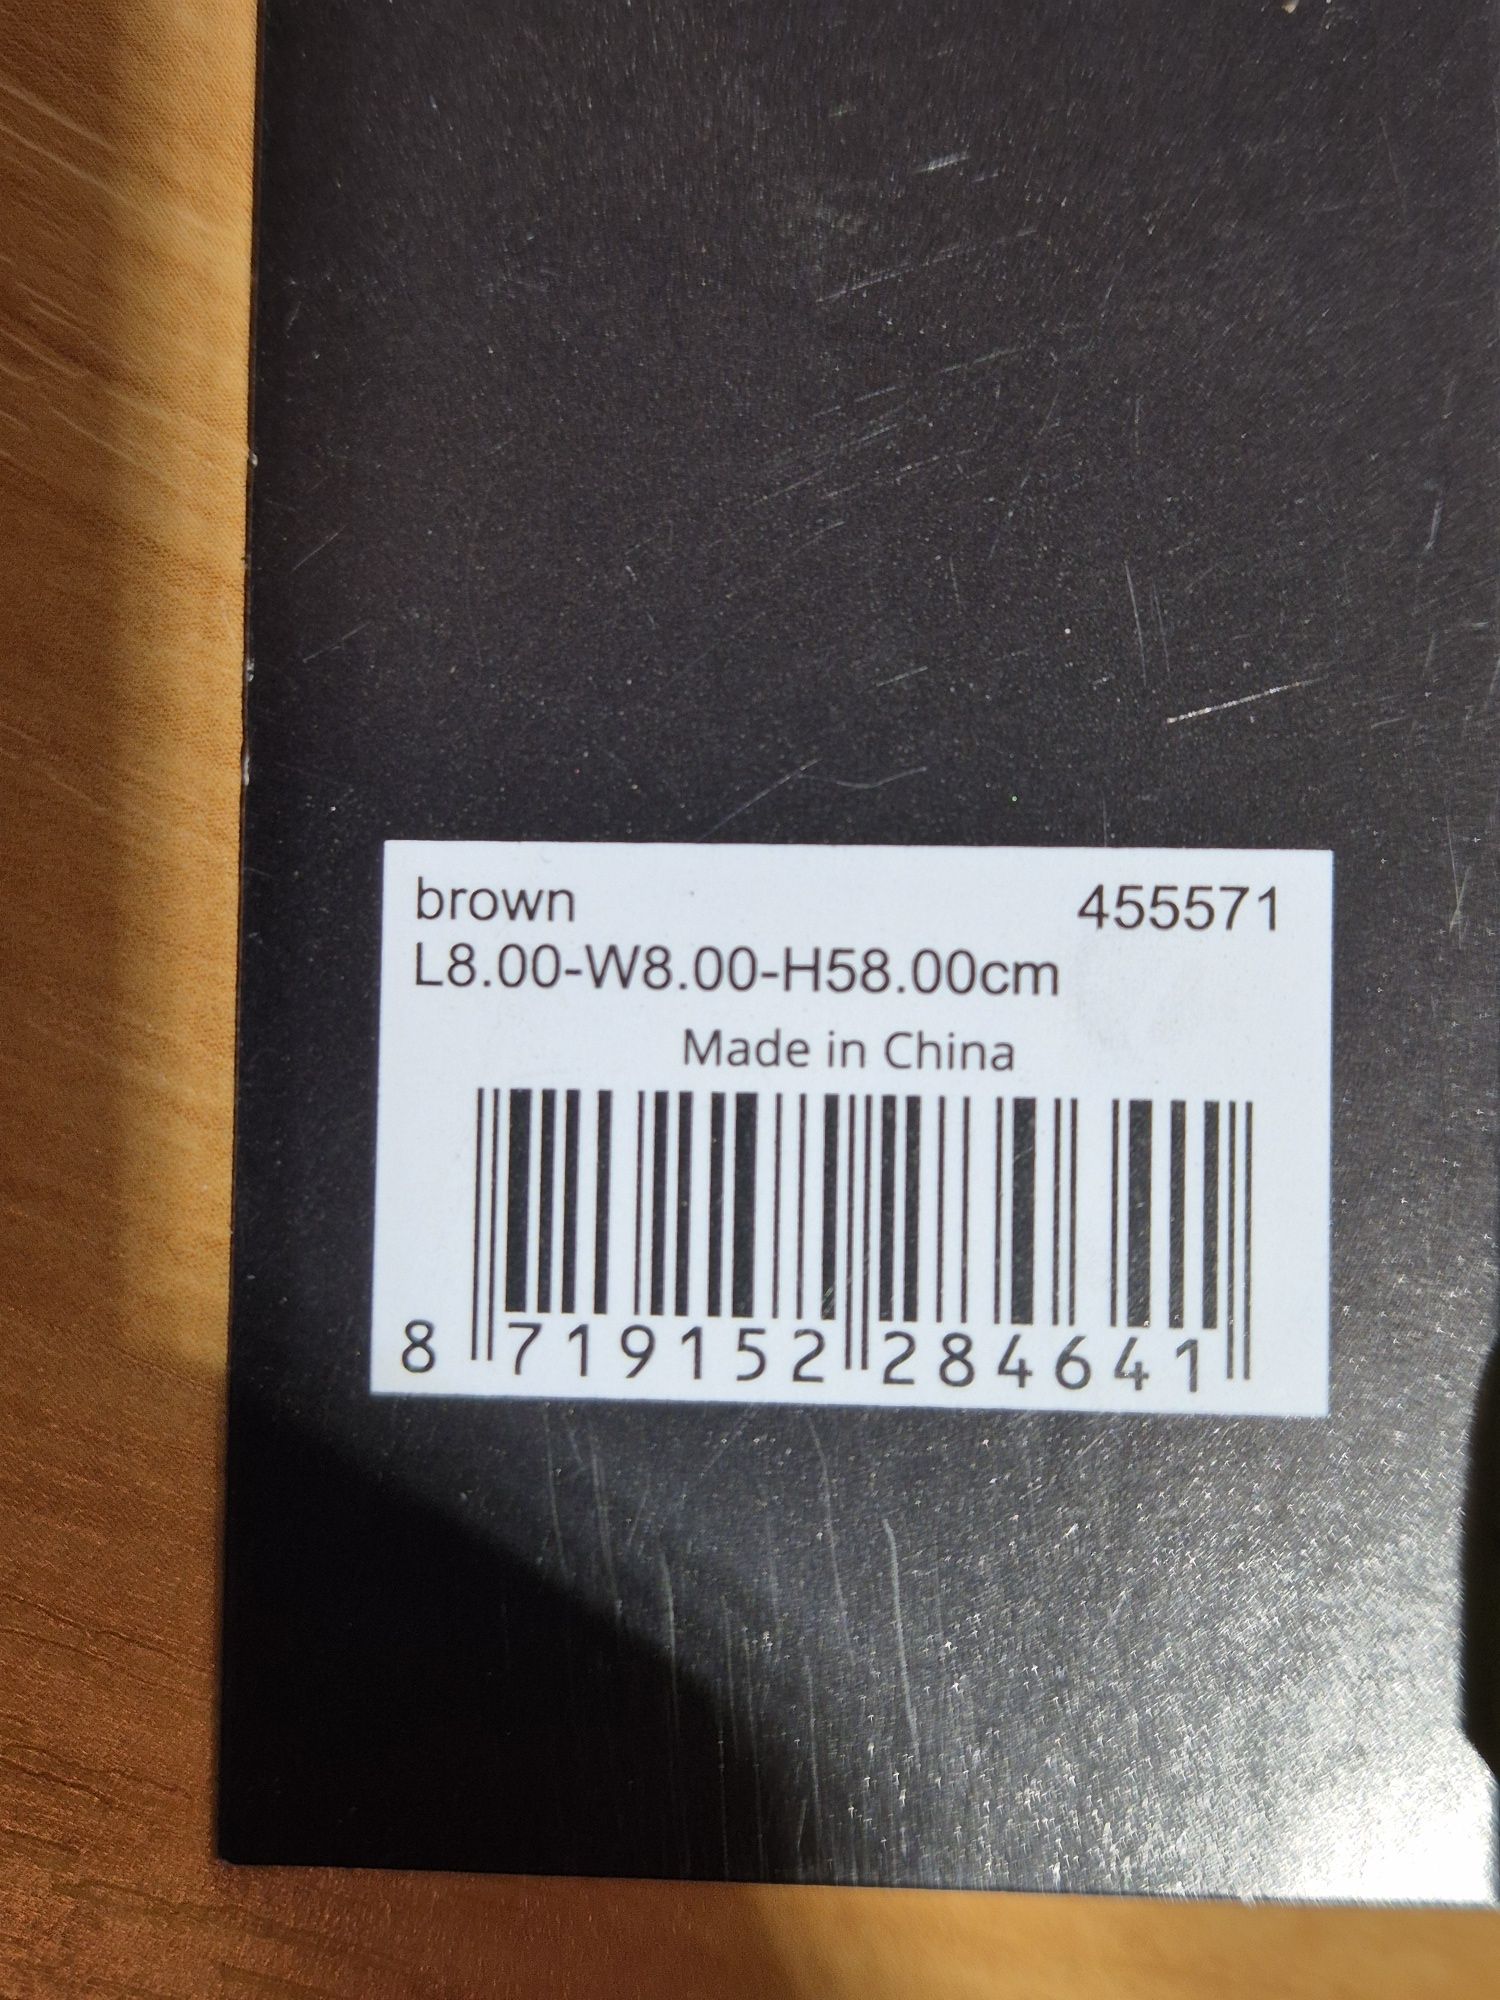 brown 455571
L8.00-W8.00-H58.00cm
Made in China
8 719152 284641